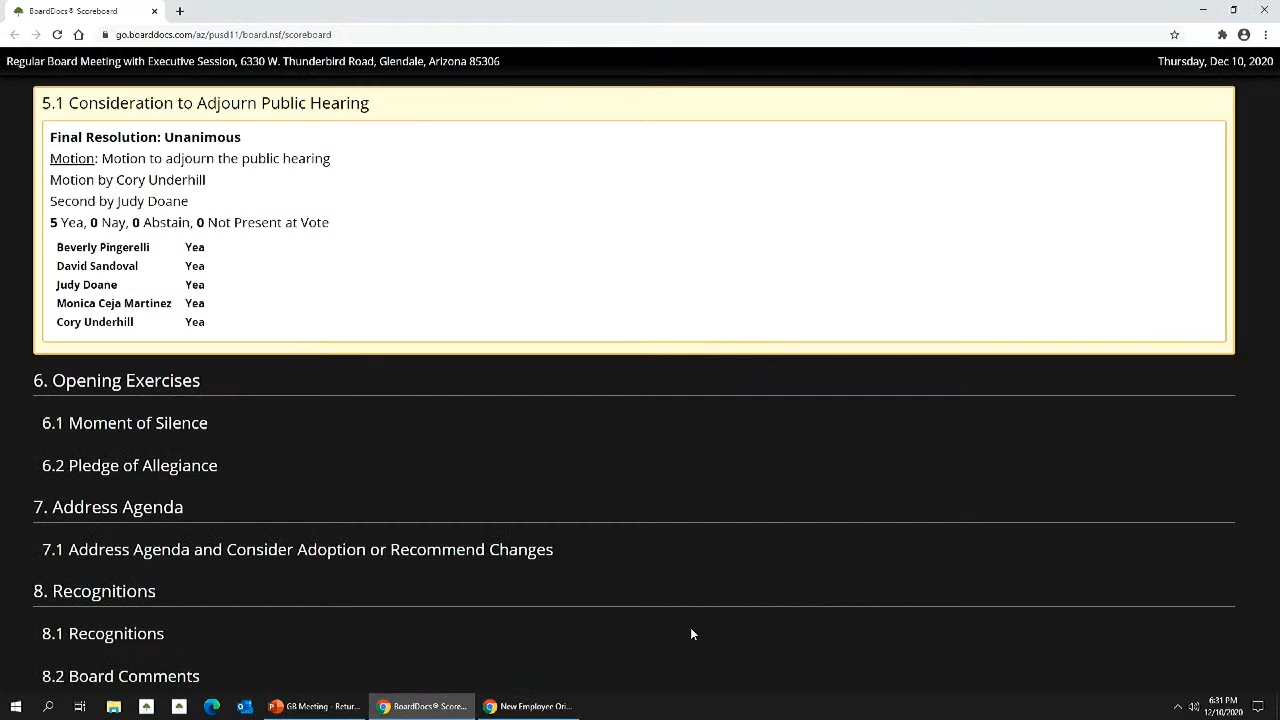 BoardDocs® Scoreboard
go.boarddocs.com/az/pusd11/board.nsf/scoreboard
Regular Board Meeting with Executive Session, 6330 W. Thunderbird Road, Glendale, Arizona 85306
Thursday, Dec 10, 2020
5.1 Consideration to Adjourn Public Hearing
Final Resolution: Unanimous
Motion: Motion to adjourn the public hearing
Motion by Cory Underhill
Second by Judy Doane
5 Yea, 0 Nay, 0 Abstain, 0 Not Present at Vote
Beverly Pingerelli Yea
David Sandoval Yea
Judy Doane Yea
Monica Ceja Martinez Yea
Cory Underhill Yea
6. Opening Exercises
6.1 Moment of Silence
6.2 Pledge of Allegiance
7. Address Agenda
7.1 Address Agenda and Consider Adoption or Recommend Changes
8. Recognitions
8.1 Recognitions
8.2 Board Comments
GB Meeting - Retur...
BoardDocs® Score...
New Employee Ori...
6:31 PM
12/10/2020